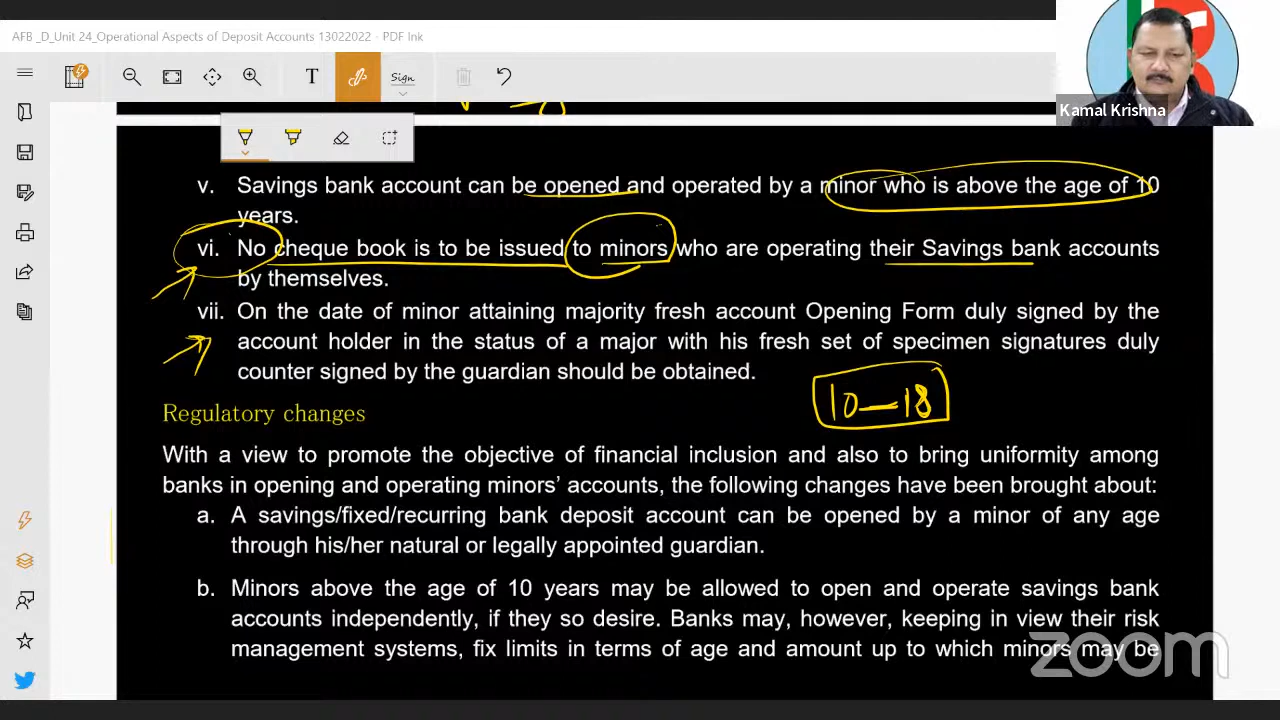 AFB _D_Unit 24_Operational Aspects of Deposit Accounts 13022022 - PDF Ink
T
Sign
Kamal Krishna
v. Savings bank account can be opened and operated by a minor who is above the age of 10
years.
vi. No cheque book is to be issued to minors who are operating their Savings bank accounts
by themselves.
vii. On the date of minor attaining majority fresh account Opening Form duly signed by the
account holder in the status of a major with his fresh set of specimen signatures duly
counter signed by the guardian should be obtained.
10—18
Regulatory changes
With a view to promote the objective of financial inclusion and also to bring uniformity among
banks in opening and operating minors’ accounts, the following changes have been brought about:
a. A savings/fixed/recurring bank deposit account can be opened by a minor of any age
through his/her natural or legally appointed guardian.
b. Minors above the age of 10 years may be allowed to open and operate savings bank
accounts independently, if they so desire. Banks may, however, keeping in view their risk
management systems, fix limits in terms of age and amount up to which minors may be
zoom